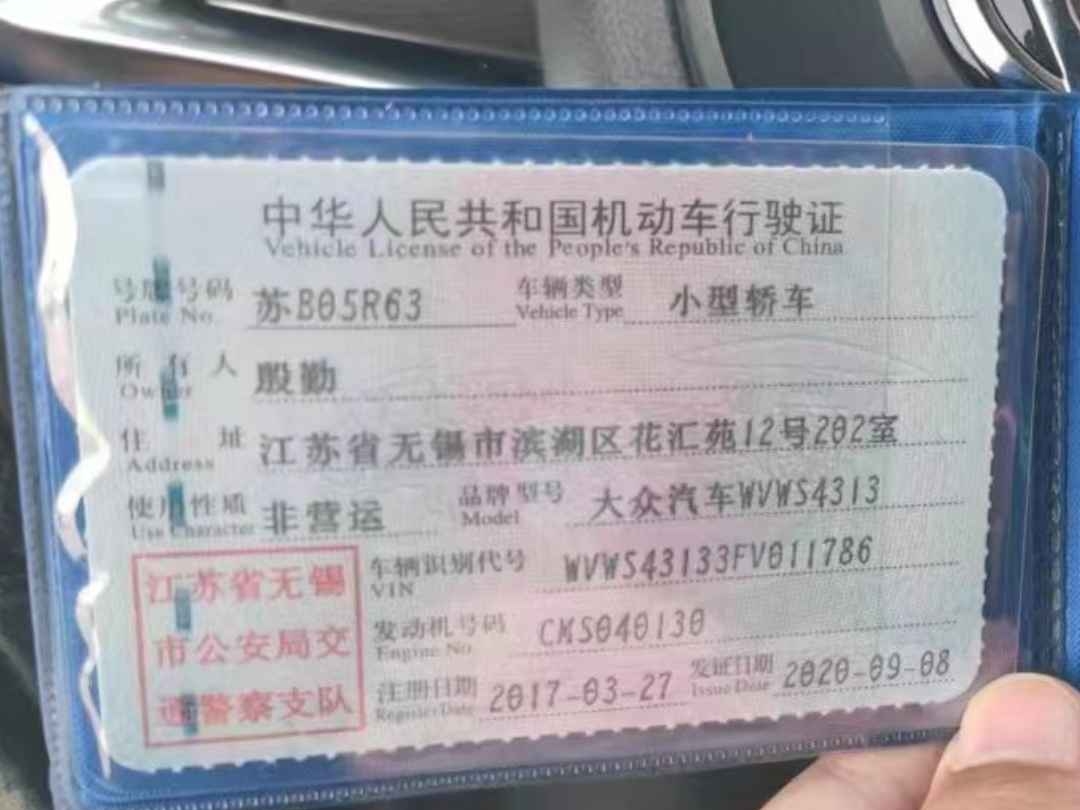 中华人民共和国机动车行驶证
Vehicle License of the People's Republic of China
号牌号码 苏B05R63 车辆类型 小型轿车
Plate No. Vehicle Type
所有人 殷勤
Owner
住址 江苏省无锡市滨湖区花汇苑12号202室
Address
使用性质 非营运 品牌型号 大众汽车WVWS4313
Use Character Model
江苏省无锡
市公安局交
通警察支队
车辆识别代号 WVWS43133FV011786
VIN
发动机号码 CKS040130
Engine No.
注册日期 2017-03-27 发证日期 2020-09-08
Register Date Issue Date